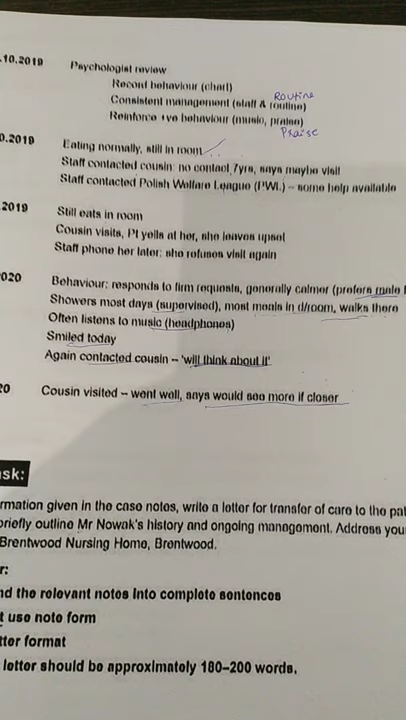 .10.2019 Psychologist review
Record behaviour (chart)
Routine
Consistent management (staff & routine)
Reinforce +ve behaviour (music, praise)
Praise
0.2019 Eating normally, still in room
Staff contacted cousin: no contact 7yrs, says maybe visit
Staff contacted Polish Welfare League (PWL) – some help available
.2019 Still eats in room
Cousin visits, Pt yells at her, she leaves upset
Staff phone her later: she refuses visit again
020 Behaviour: responds to firm requests, generally calmer (prefers male
Showers most days (supervised), most meals in d/room, walks there
Often listens to music (headphones)
Smiled today
Again contacted cousin – 'will think about it'
20 Cousin visited – went well, says would see more if closer
ask:
rmation given in the case notes, write a letter for transfer of care to the pat
briefly outline Mr Nowak's history and ongoing management. Address you
Brentwood Nursing Home, Brentwood.
r:
nd the relevant notes into complete sentences
t use note form
tter format
letter should be approximately 180–200 words.